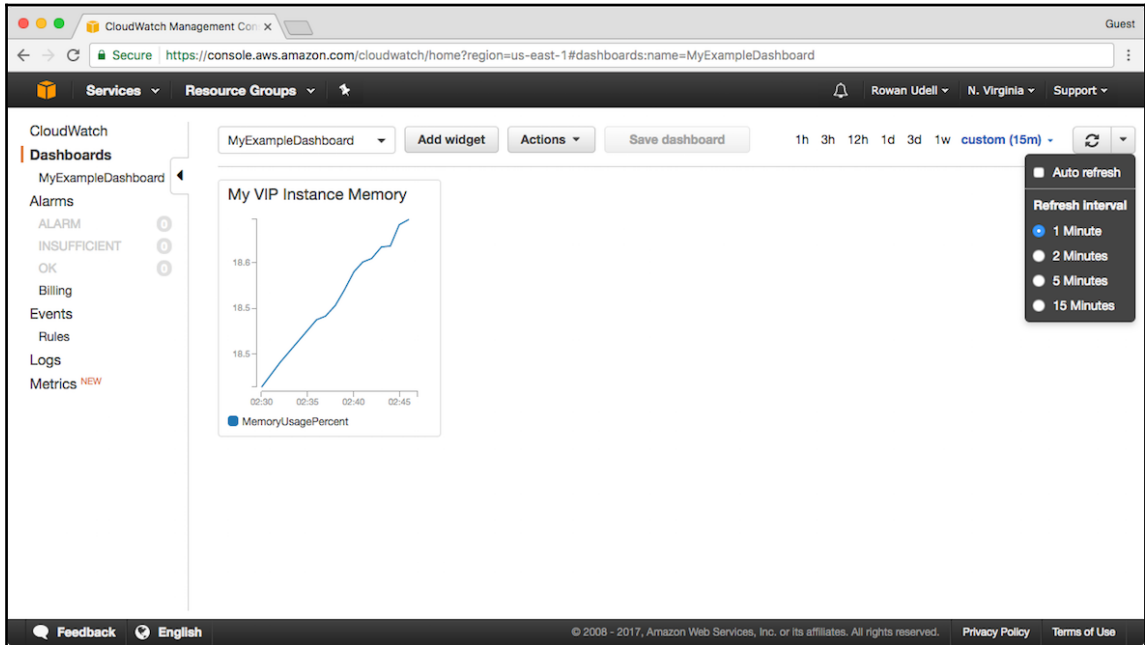 CloudWatch Management Con
Guest
Secure https://console.aws.amazon.com/cloudwatch/home?region=us-east-1#dashboards:name=MyExampleDashboard
Services Resource Groups Rowan Udell N. Virginia Support
CloudWatch
Dashboards
MyExampleDashboard
Alarms
ALARM 0
INSUFFICIENT 0
OK 0
Billing
Events
Rules
Logs
Metrics NEW
MyExampleDashboard Add widget Actions Save dashboard 1h 3h 12h 1d 3d 1w custom (15m)
Auto refresh
Refresh Interval
1 Minute
2 Minutes
5 Minutes
15 Minutes
My VIP Instance Memory
18.6
18.5
18.5
02:30 02:35 02:40 02:45
MemoryUsagePercent
Feedback English © 2008 - 2017, Amazon Web Services, Inc. or its affiliates. All rights reserved. Privacy Policy Terms of Use